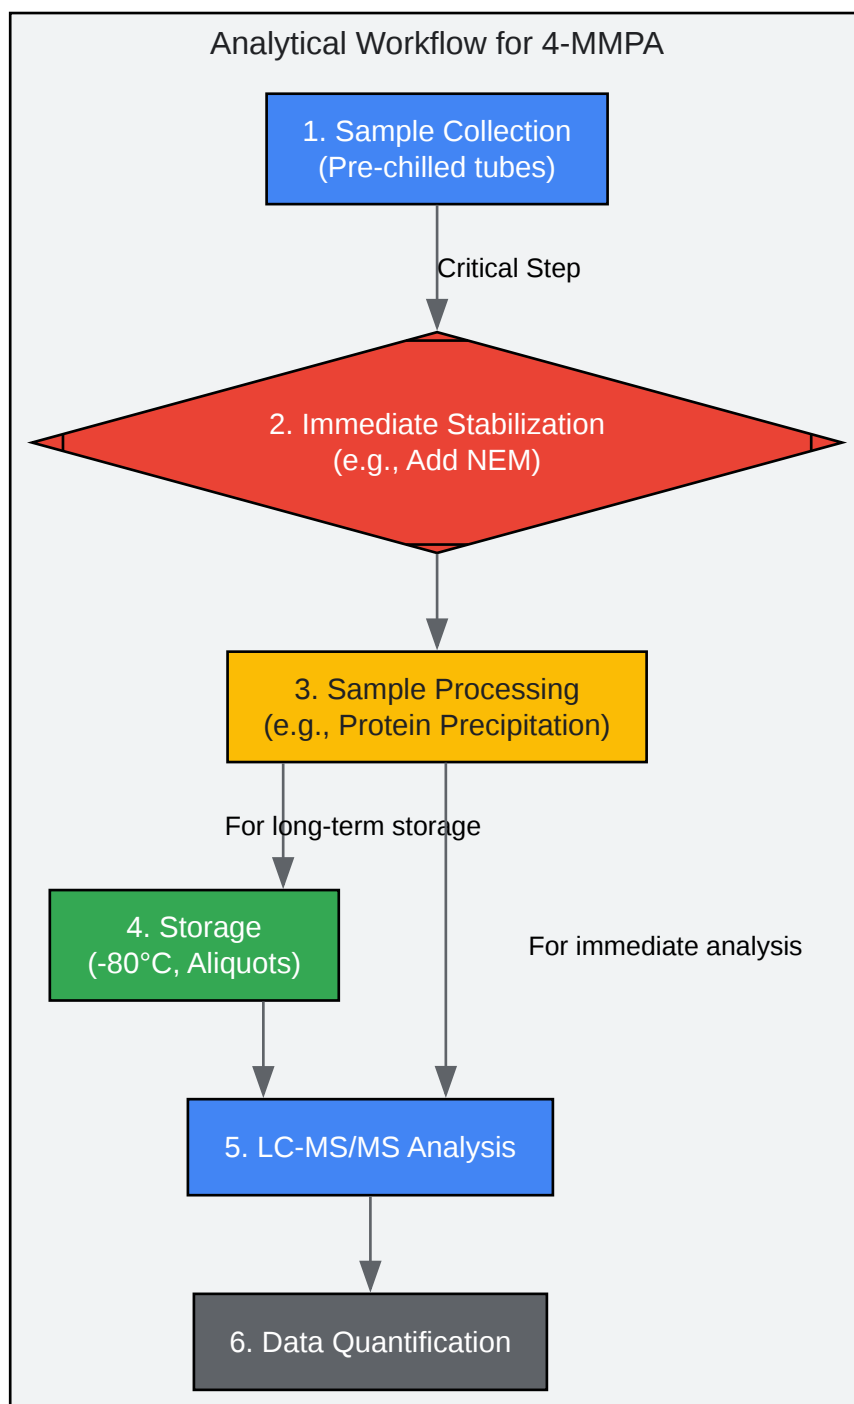 Analytical Workflow for 4-MMPA
1. Sample Collection
(Pre-chilled tubes)
Critical Step
2. Immediate Stabilization
(e.g., Add NEM)
3. Sample Processing
(e.g., Protein Precipitation)
For long-term storage
4. Storage
(-80°C, Aliquots)
For immediate analysis
5. LC-MS/MS Analysis
6. Data Quantification